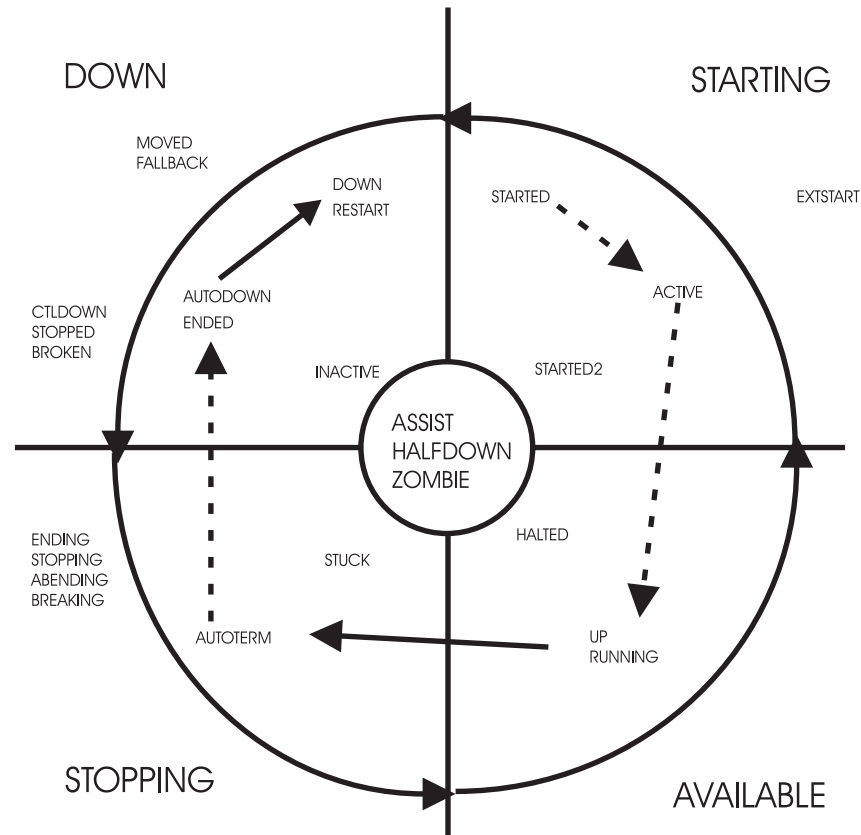 DOWN
STARTING
MOVED
FALLBACK
DOWN
RESTART
STARTED
EXTSTART
AUTODOWN
ENDED
ACTIVE
CTLDOWN
STOPPED
BROKEN
INACTIVE
STARTED2
ASSIST
HALFDOWN
ZOMBIE
ENDING
STOPPING
ABENDING
BREAKING
STUCK
HALTED
AUTOTERM
UP
RUNNING
STOPPING
AVAILABLE